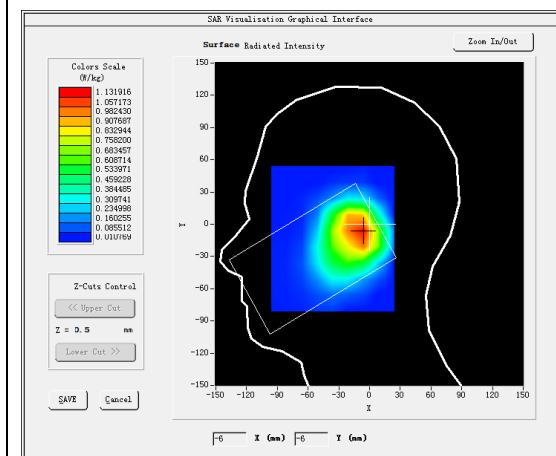 SAR Visualisation Graphical Interface
Surface Radiated Intensity
Zoom In/Out
Colors Scale
(W/kg)
1.131916
1.057173
0.982430
0.907687
0.832944
0.758200
0.683457
0.608714
0.533971
0.459228
0.384485
0.309741
0.234998
0.160255
0.085512
0.010769
Z-Cuts Control
<< Upper Cut
Z = 0.5 mm
Lower Cut >>
SAVE Cancel
150
120
90
60
30
0
-30
-60
-90
-120
-150
Y
-150 -120 -90 -60 -30 0 30 60 90 120 150
X
-6 X (mm) -6 Y (mm)